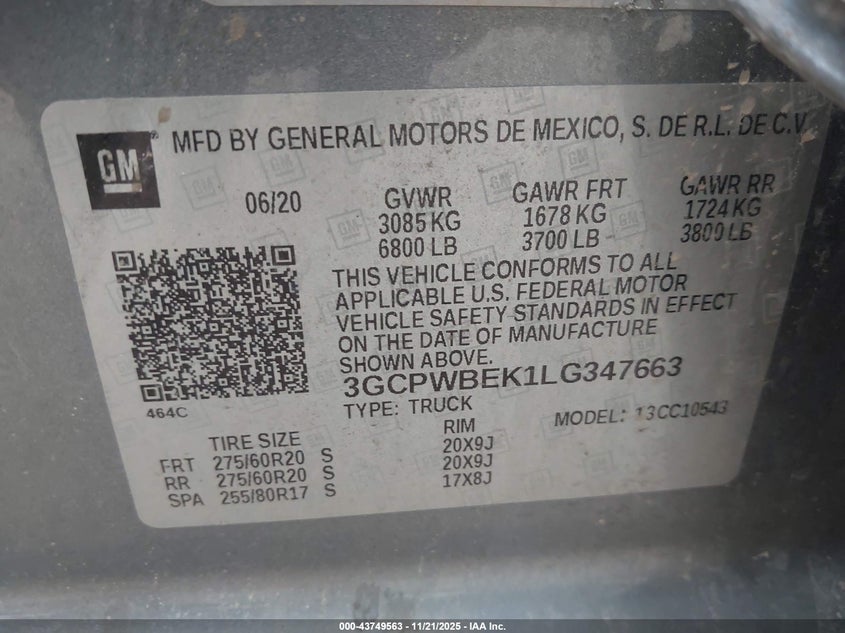 GM
MFD BY GENERAL MOTORS DE MEXICO, S. DE R.L. DE C.V
06/20
GVWR
3085 KG
6800 LB
GAWR FRT
1678 KG
3700 LB
GAWR RR
1724 KG
3800 LB
THIS VEHICLE CONFORMS TO ALL
APPLICABLE U.S. FEDERAL MOTOR
VEHICLE SAFETY STANDARDS IN EFFECT
ON THE DATE OF MANUFACTURE
SHOWN ABOVE.
3GCPWBEK1LG347663
464C
TYPE: TRUCK
MODEL: 13CC10543
TIRE SIZE
RIM
FRT 275/60R20 S 20X9J
RR 275/60R20 S 20X9J
SPA 255/80R17 S 17X8J
000-43749563 - 11/21/2025 - IAA Inc.